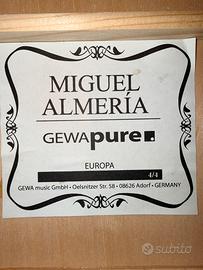 MIGUEL
ALMERÍA
GEWApure
EUROPA
4/4
GEWA music GmbH • Oelsnitzer Str. 58 • 08626 Adorf • GERMANY
subito